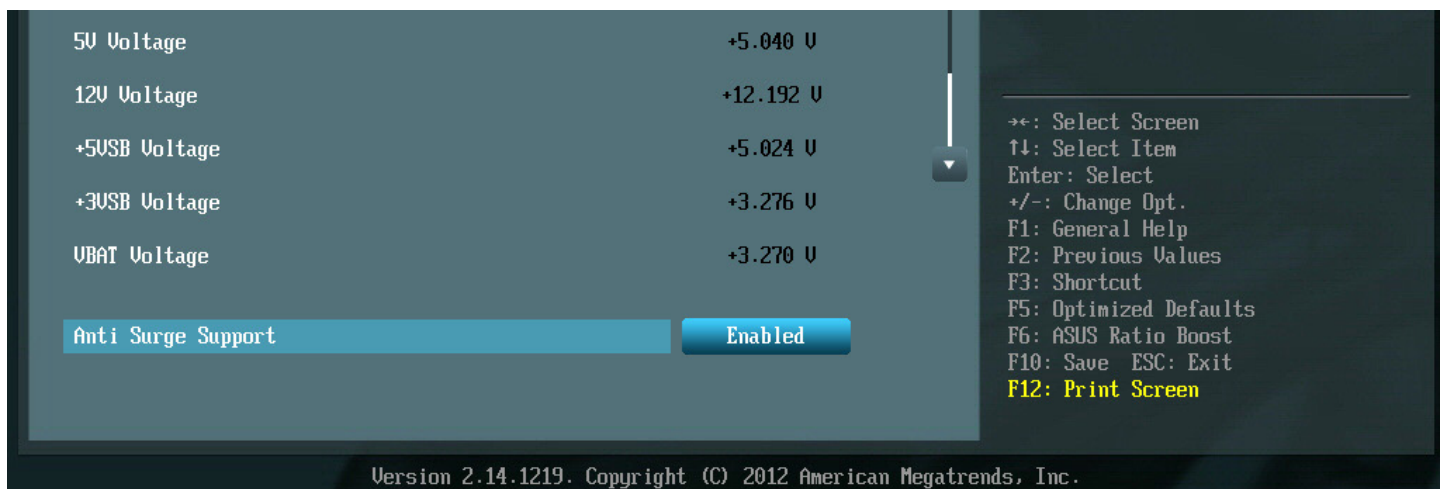 5V Voltage +5.040 V
12V Voltage +12.192 V
+5VSB Voltage +5.024 V
+3VSB Voltage +3.276 V
VBAT Voltage +3.270 V
Anti Surge Support Enabled
→←: Select Screen
↑↓: Select Item
Enter: Select
+/-: Change Opt.
F1: General Help
F2: Previous Values
F3: Shortcut
F5: Optimized Defaults
F6: ASUS Ratio Boost
F10: Save ESC: Exit
F12: Print Screen
Version 2.14.1219. Copyright (C) 2012 American Megatrends, Inc.